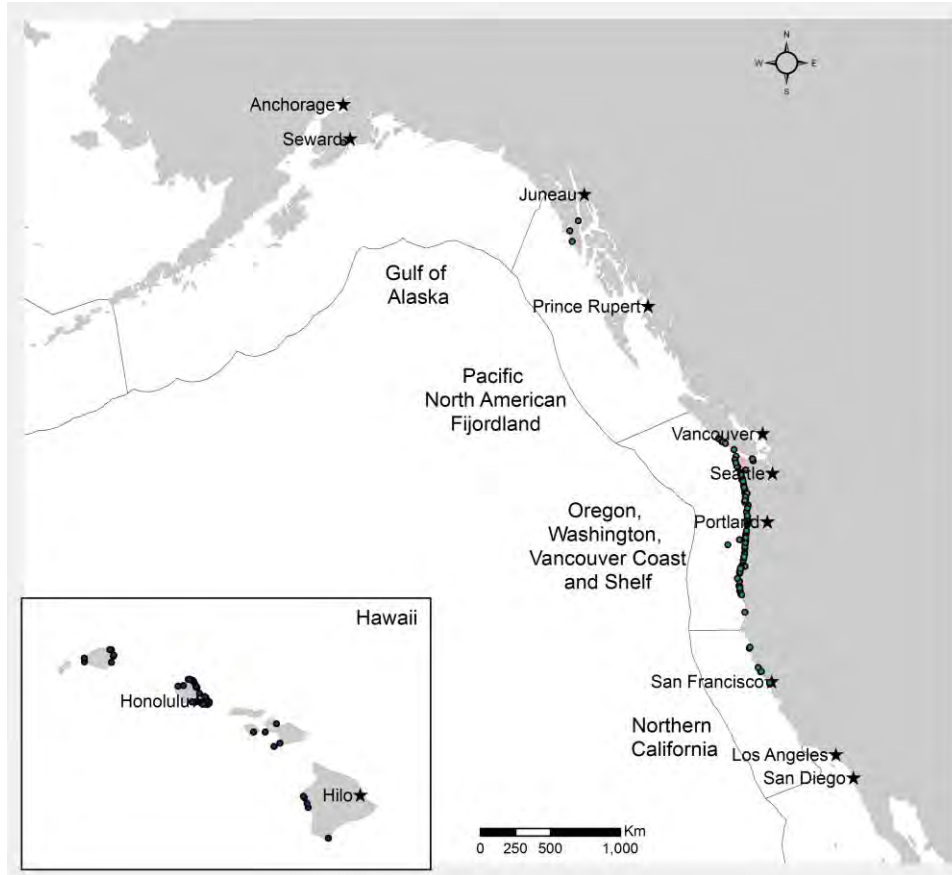 N
W E
S
Anchorage
Seward
Juneau
Gulf of
Alaska
Prince Rupert
Pacific
North American
Fijordland
Vancouver
Seattle
Oregon,
Washington,
Vancouver Coast
and Shelf
Portland
Hawaii
Honolulu
Hilo
San Francisco
Northern
California
Los Angeles
San Diego
Km
0 250 500 1,000